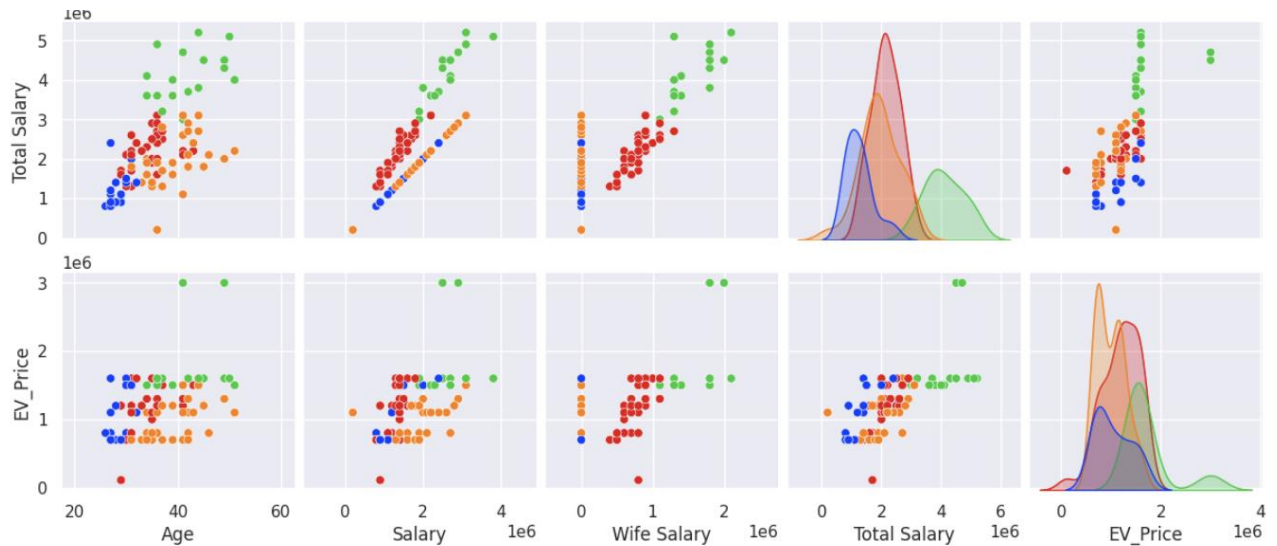 1e6
Total Salary
5
4
3
2
1
0
1e6
EV_Price
3
2
1
0
20 40 60
Age
0 2 4
1e6
Salary
0 1 2
1e6
Wife Salary
0 2 4 6
1e6
Total Salary
0 2 4
1e6
EV_Price